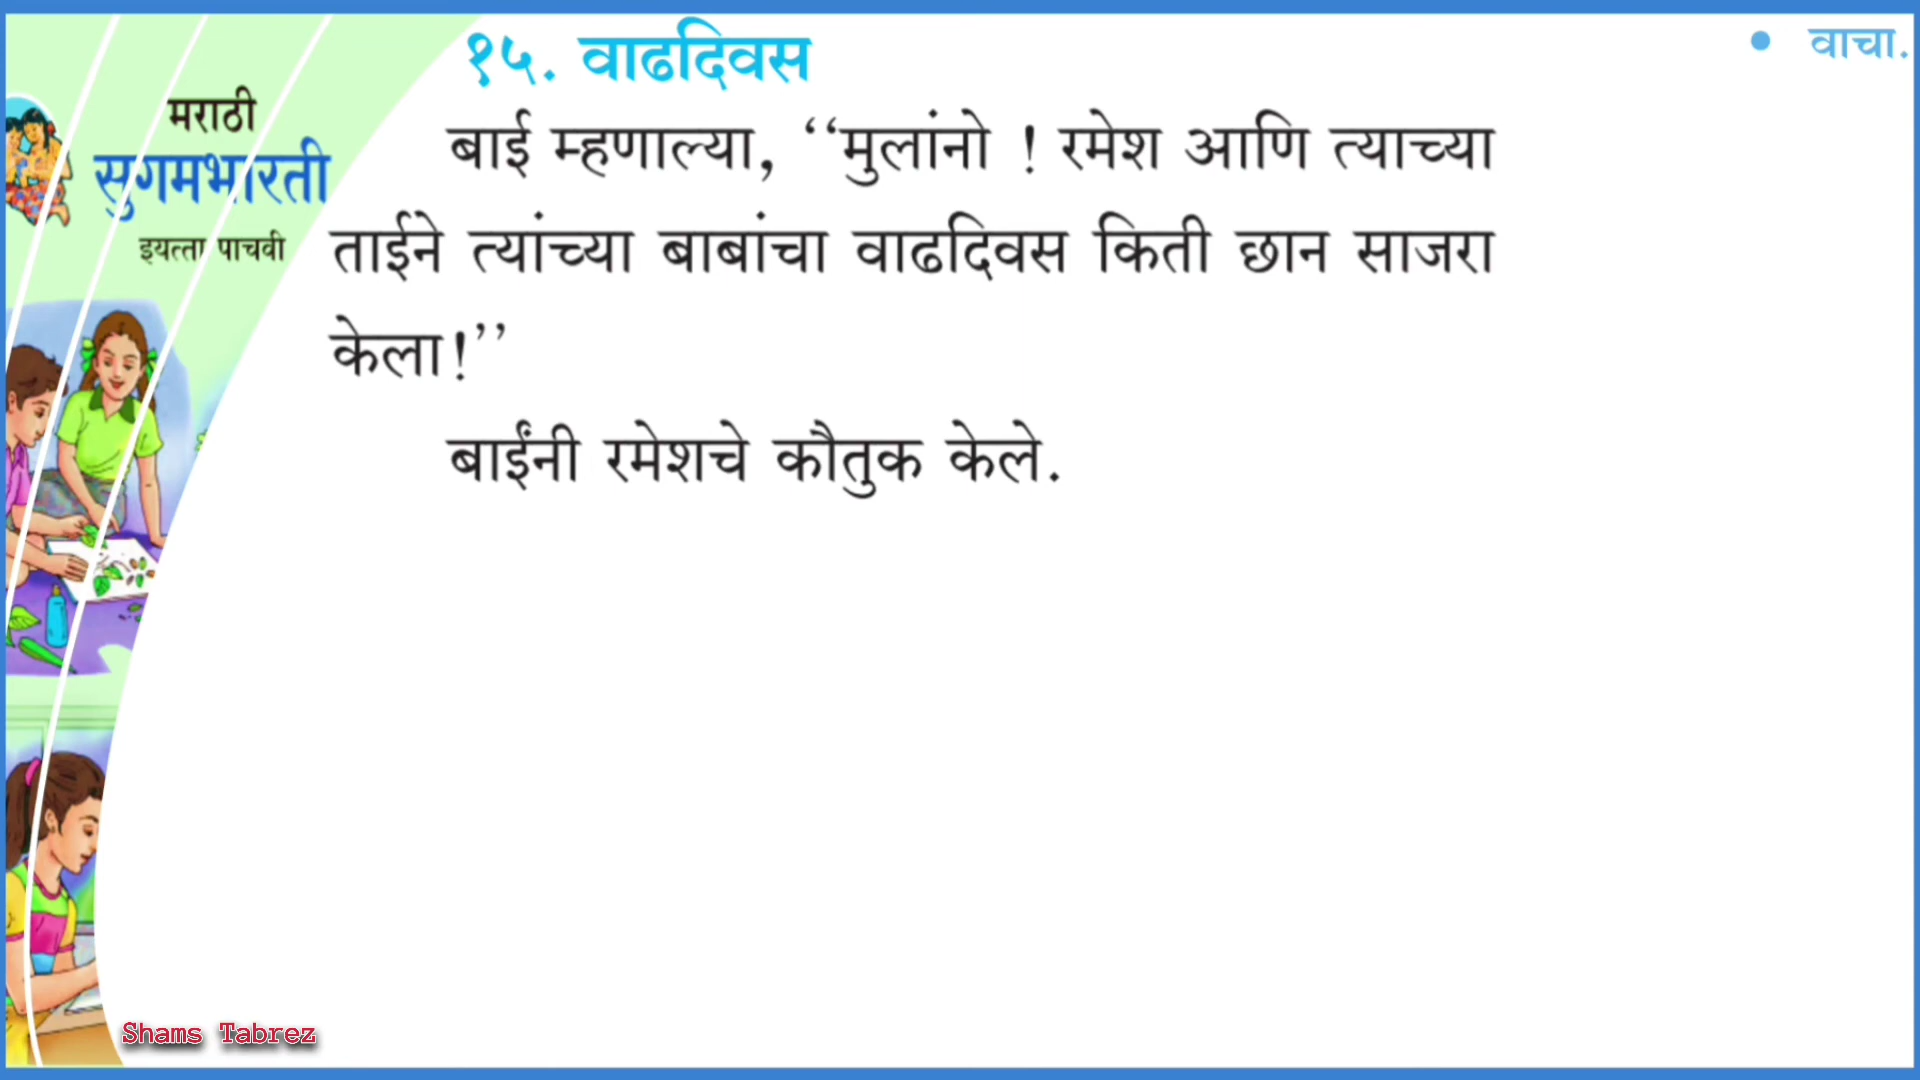 १५. वाढदिवस
• वाचा.
मराठी
सुगमभारती
इयत्ता पाचवी
बाई म्हणाल्या, ‘‘मुलांनो ! रमेश आणि त्याच्या
ताईने त्यांच्या बाबांचा वाढदिवस किती छान साजरा
केला!’’
बाईंनी रमेशचे कौतुक केले.
Shams Tabrez